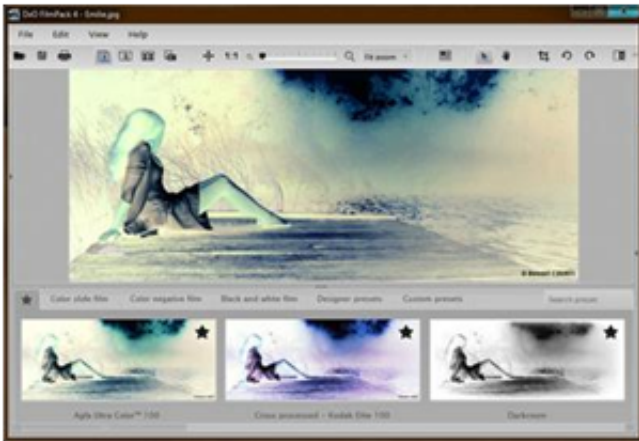 DxO FilmPack 4 - Emilie.jpg
File Edit View Help
1:1 Fit zoom
Color slide film Color negative film Black and white film Designer presets Custom presets Search preset
Agfa Ultra Color™ 100 Cross processed - Kodak Elite 100 Darkroom